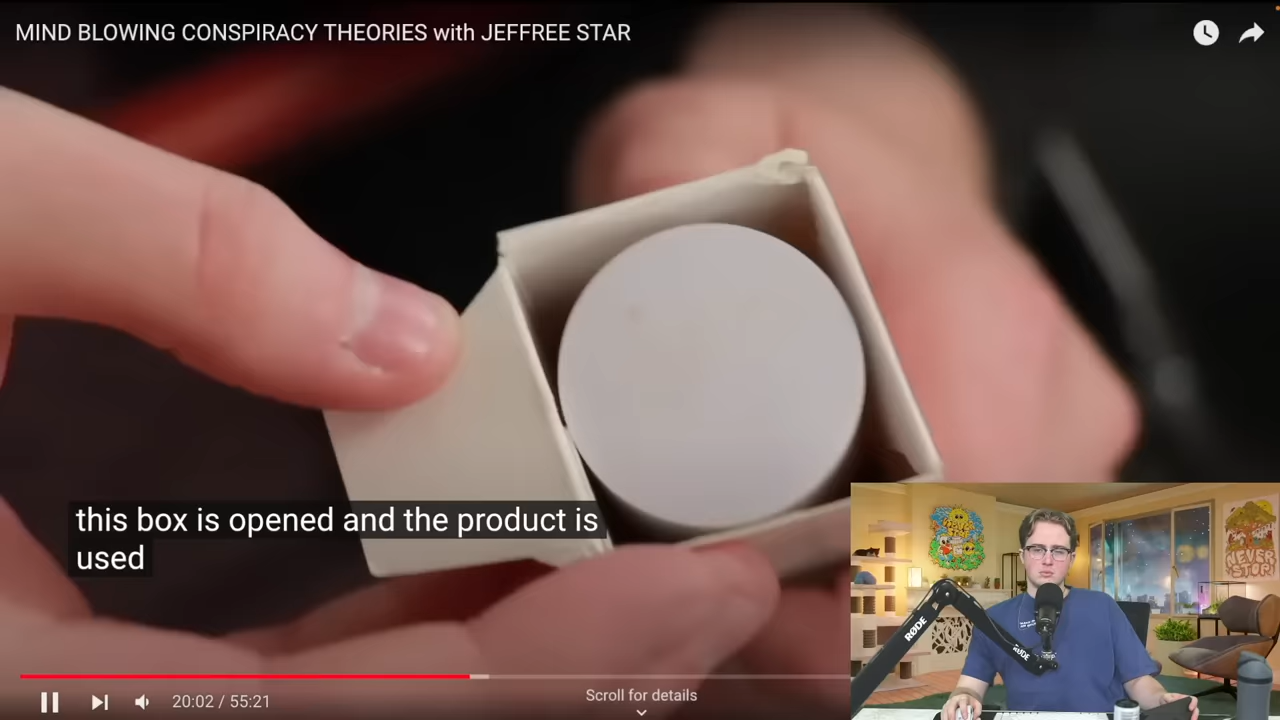 MIND BLOWING CONSPIRACY THEORIES with JEFFREE STAR
this box is opened and the product is
used
NEVER
STOP!
RØDE
RØDE
20:02 / 55:21
Scroll for details